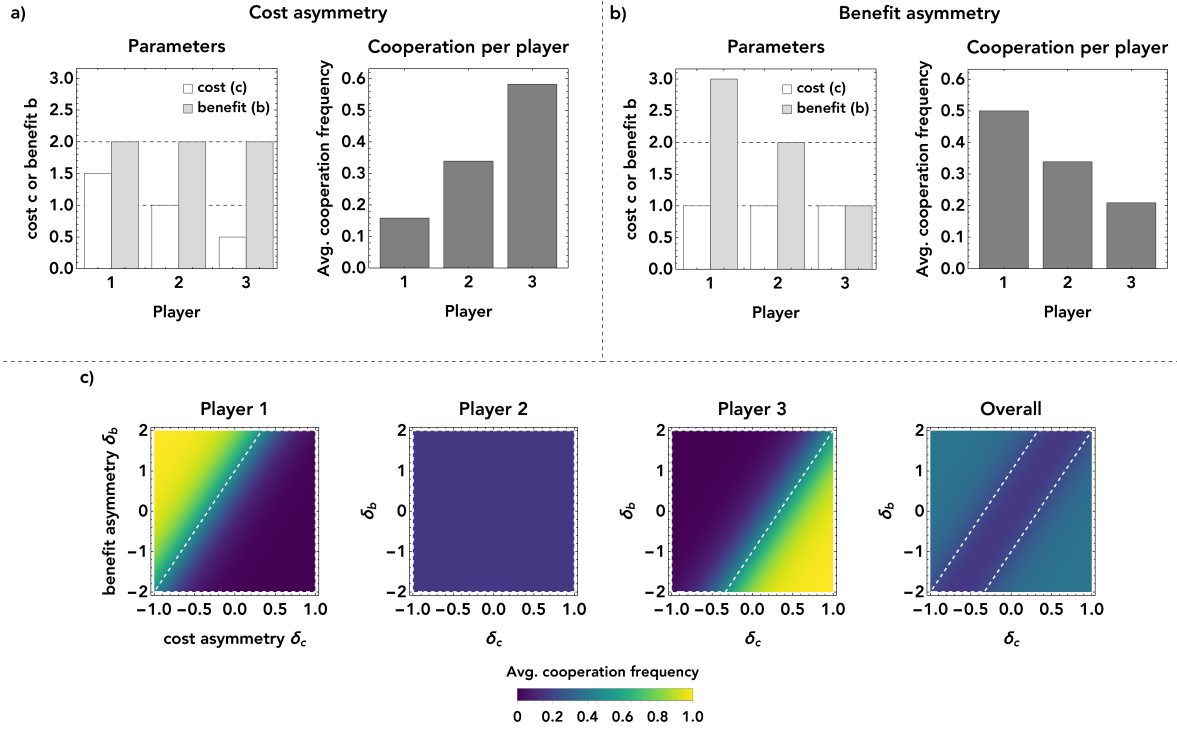 a)
Cost asymmetry
Parameters
cost c or benefit b
3.0
2.5
2.0
1.5
1.0
0.5
0.0
cost (c)
benefit (b)
1 2 3
Player
Cooperation per player
Avg. cooperation frequency
0.6
0.5
0.4
0.3
0.2
0.1
0.0
1 2 3
Player
b)
Benefit asymmetry
Parameters
cost c or benefit b
3.0
2.5
2.0
1.5
1.0
0.5
0.0
cost (c)
benefit (b)
1 2 3
Player
Cooperation per player
Avg. cooperation frequency
0.6
0.5
0.4
0.3
0.2
0.1
0.0
1 2 3
Player
c)
Player 1
benefit asymmetry δb
2
1
0
−1
−2
−1.0 −0.5 0.0 0.5 1.0
cost asymmetry δc
Player 2
δb
2
1
0
−1
−2
−1.0 −0.5 0.0 0.5 1.0
δc
Player 3
δb
2
1
0
−1
−2
−1.0 −0.5 0.0 0.5 1.0
δc
Overall
δb
2
1
0
−1
−2
−1.0 −0.5 0.0 0.5 1.0
δc
Avg. cooperation frequency
0 0.2 0.4 0.6 0.8 1.0